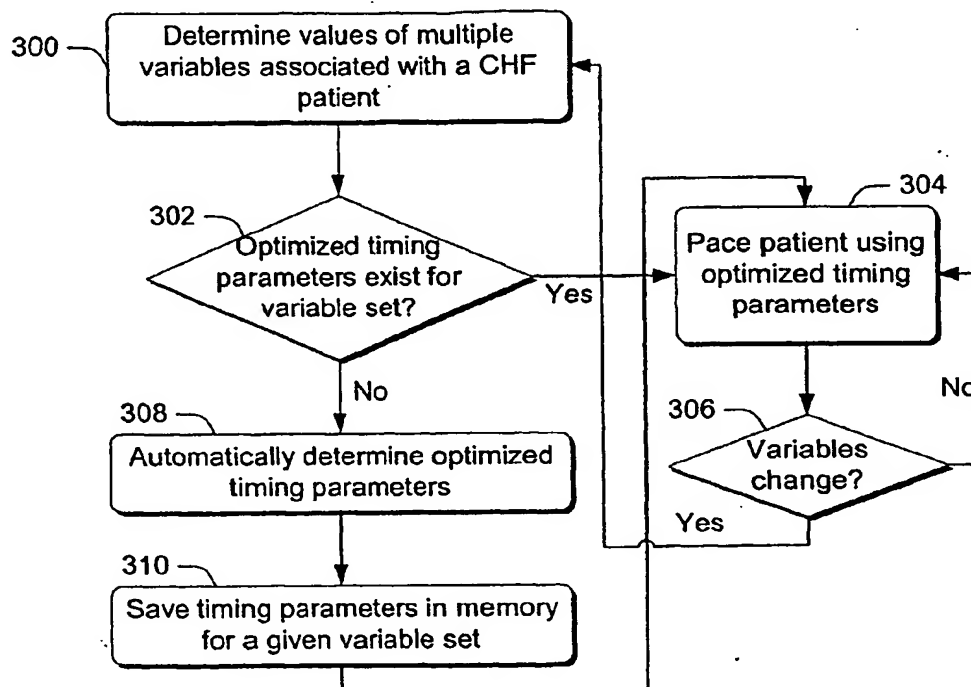 300
Determine values of multiple
variables associated with a CHF
patient
302
Optimized timing
parameters exist for
variable set?
Yes
No
304
Pace patient using
optimized timing
parameters
306
Variables
change?
No
Yes
308
Automatically determine optimized
timing parameters
310
Save timing parameters in memory
for a given variable set